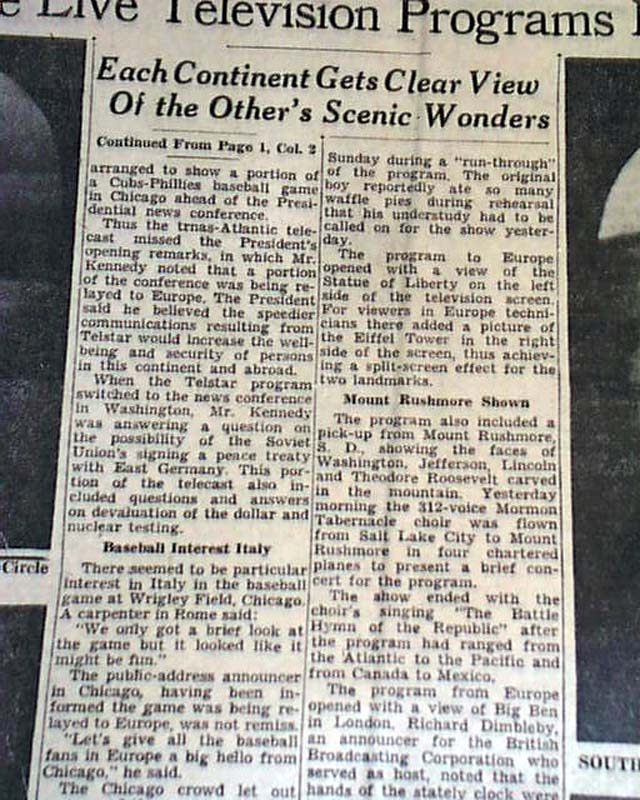 Live Television Programs
Each Continent Gets Clear View
Of the Other's Scenic Wonders
Continued From Page 1, Col. 2
arranged to show a portion of
a Cubs-Phillies baseball game
in Chicago ahead of the Presi-
dential news conference.
Thus the trnas-Atlantic tele-
cast missed the President's
opening remarks, in which Mr.
Kennedy noted that a portion
of the conference was being re-
layed to Europe. The President
said he believed the speedier
communications resulting from
Telstar would increase the well-
being and security of persons
in this continent and abroad.
When the Telstar program
switched to the news conference
in Washington, Mr. Kennedy
was answering a question on
the possibility of the Soviet
Union's signing a peace treaty
with East Germany. This por-
tion of the telecast also in-
cluded questions and answers
on devaluation of the dollar and
nuclear testing.
Baseball Interest Italy
There seemed to be particular
interest in Italy in the baseball
game at Wrigley Field, Chicago.
A carpenter in Rome said:
"We only got a brief look at
the game but it looked like it
might be fun."
The public-address announcer
in Chicago, having been in-
formed the game was being re-
layed to Europe, was not remiss.
"Let's give all the baseball
fans in Europe a big hello from
Chicago," he said.
The Chicago crowd let out
Sunday during a "run-through"
of the program. The original
boy reportedly ate so many
waffle pies during rehearsal
that his understudy had to be
called on for the show yester-
day.
The program to Europe
opened with a view of the
Statue of Liberty on the left
side of the television screen.
For viewers in Europe techni-
cians there added a picture of
the Eiffel Tower in the right
side of the screen, thus achiev-
ing a split-screen effect for the
two landmarks.
Mount Rushmore Shown
The program also included a
pick-up from Mount Rushmore,
S. D., showing the faces of
Washington, Jefferson, Lincoln
and Theodore Roosevelt carved
in the mountain. Yesterday
morning the 312-voice Mormon
Tabernacle choir was flown
from Salt Lake City to Mount
Rushmore in four chartered
planes to present a brief con-
cert for the program.
The show ended with the
choir's singing "The Battle
Hymn of the Republic" after
the program had ranged from
the Atlantic to the Pacific and
from Canada to Mexico.
The program from Europe
opened with a view of Big Ben
in London. Richard Dimbleby,
an announcer for the British
Broadcasting Corporation who
served as host, noted that the
hands of the stately clock were
Circle
SOUTH